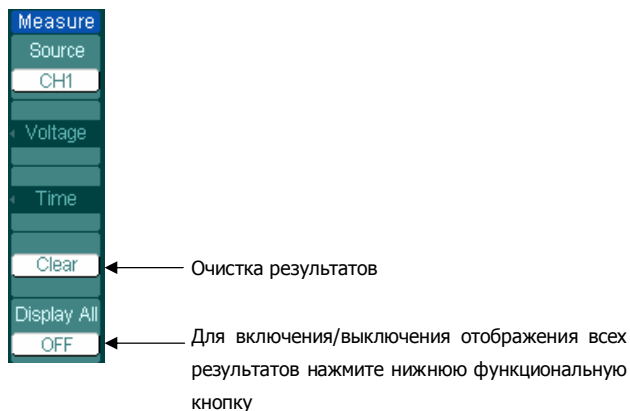 Measure
Source
CH1
Voltage
Time
Clear
Очистка результатов
Display All
OFF
Для включения/выключения отображения всех
результатов нажмите нижнюю функциональную
кнопку